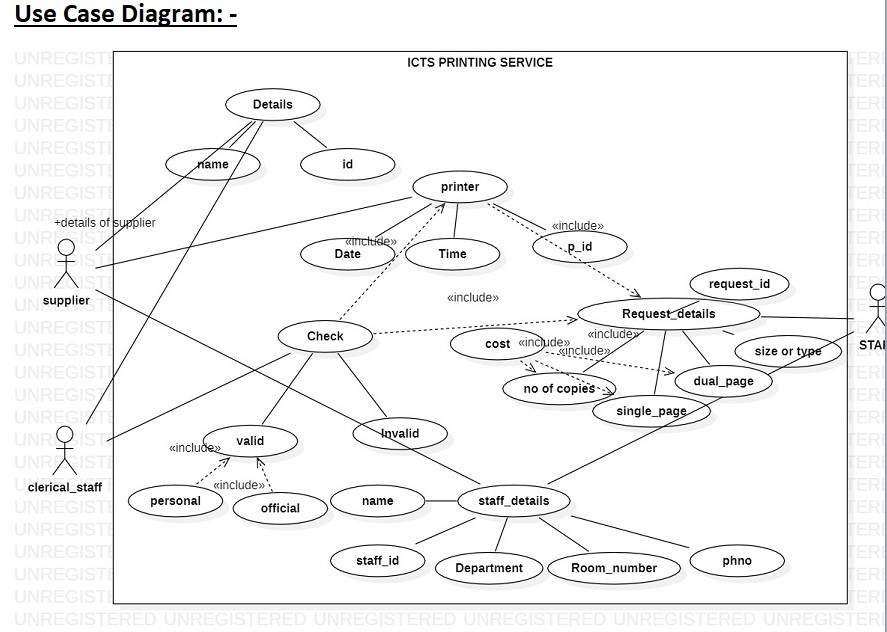 Use Case Diagram: -
ICTS PRINTING SERVICE
Details
name
id
printer
+details of supplier
«include»
«include»
Date
Time
p_id
supplier
request_id
«include»
Request_details
Check
«include»
cost
«include»
«include»
size or type
STAF
no of copies
dual_page
single_page
clerical_staff
valid
Invalid
«include»
«include»
personal
official
name
staff_details
staff_id
Department
Room_number
phno
UNREGISTERED UNREGISTERED UNREGISTERED UNREGISTERED UNREGISTERED